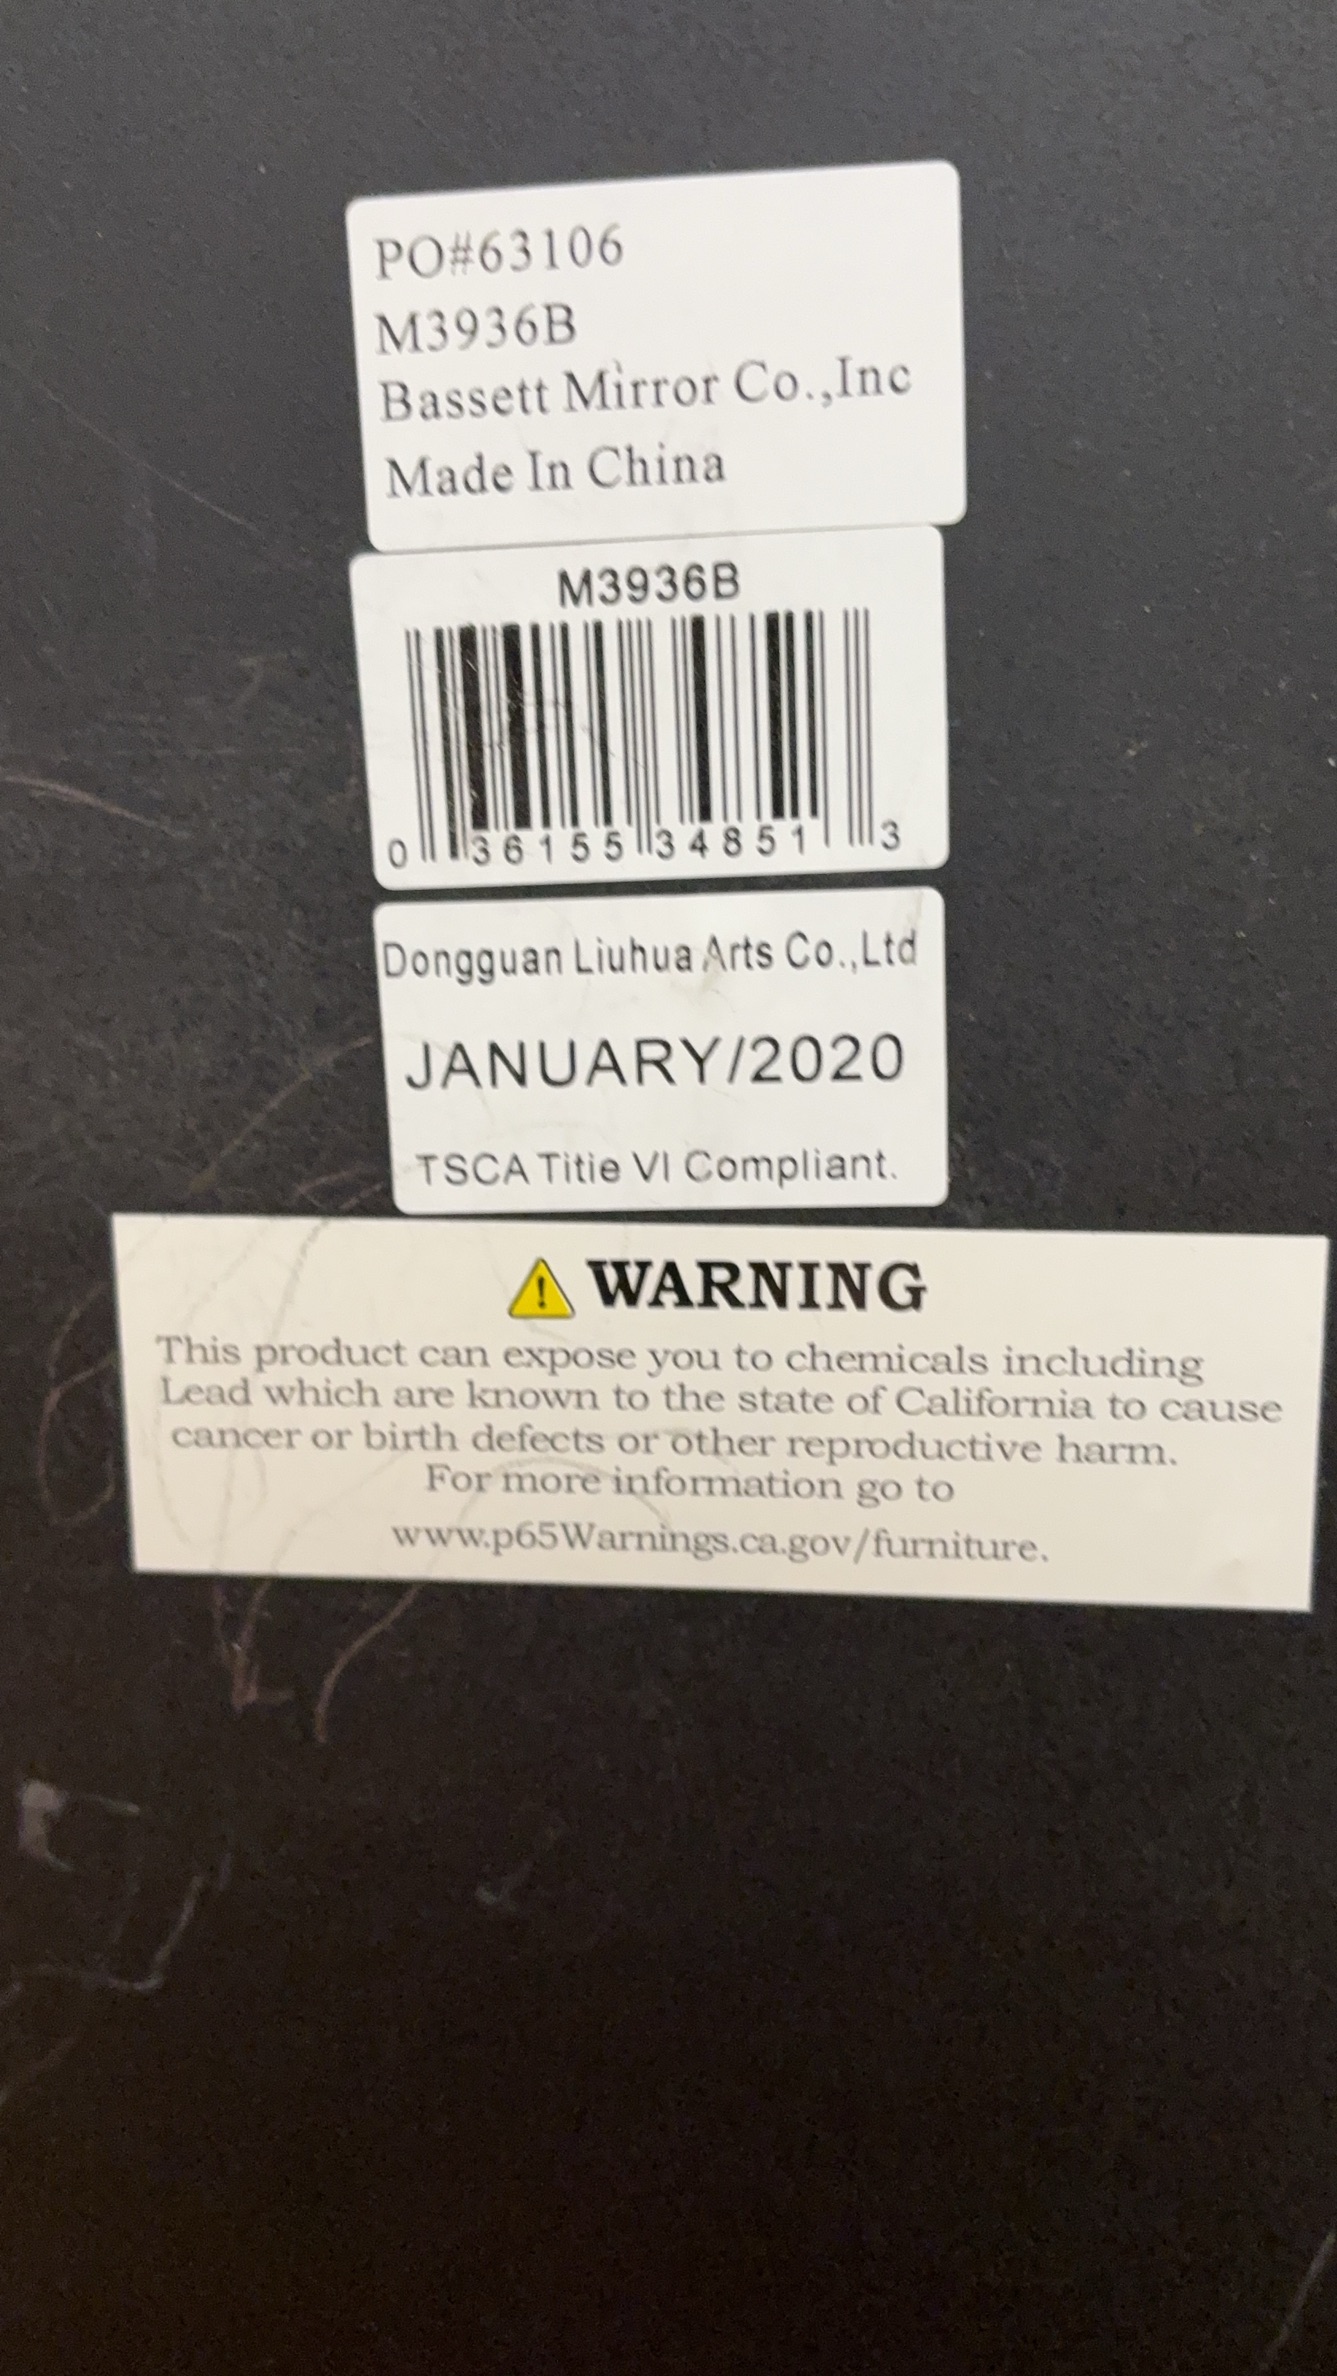 PO#63106
M3936B
Bassett Mirror Co.,Inc
Made In China
M3936B
0 36155 34851 3
Dongguan Liuhua Arts Co.,Ltd
JANUARY/2020
TSCA Titie VI Compliant.
WARNING
This product can expose you to chemicals including
Lead which are known to the state of California to cause
cancer or birth defects or other reproductive harm.
For more information go to
www.p65Warnings.ca.gov/furniture.